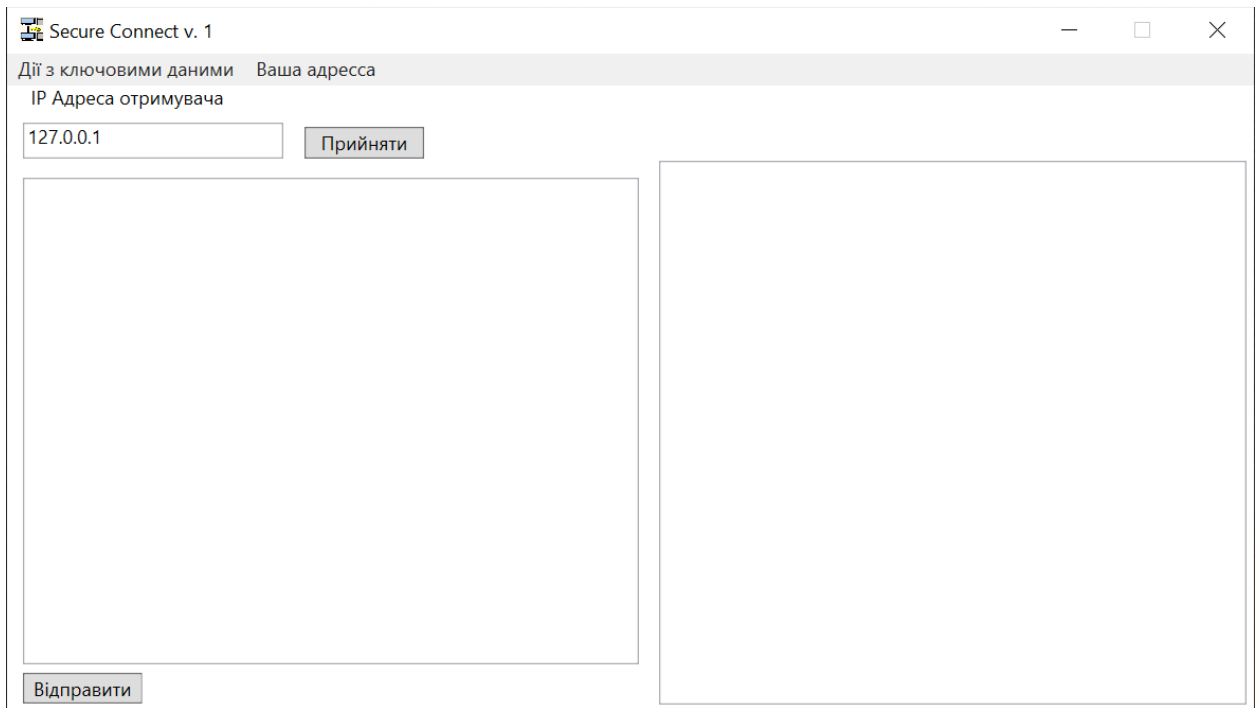 Secure Connect v. 1
Дії з ключовими даними Ваша адресса
IP Адреса отримувача
127.0.0.1
Прийняти
Відправити